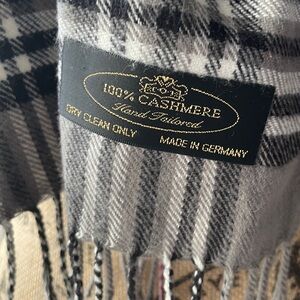 100% CASHMERE
Hand Tailored
DRY CLEAN ONLY
MADE IN GERMANY